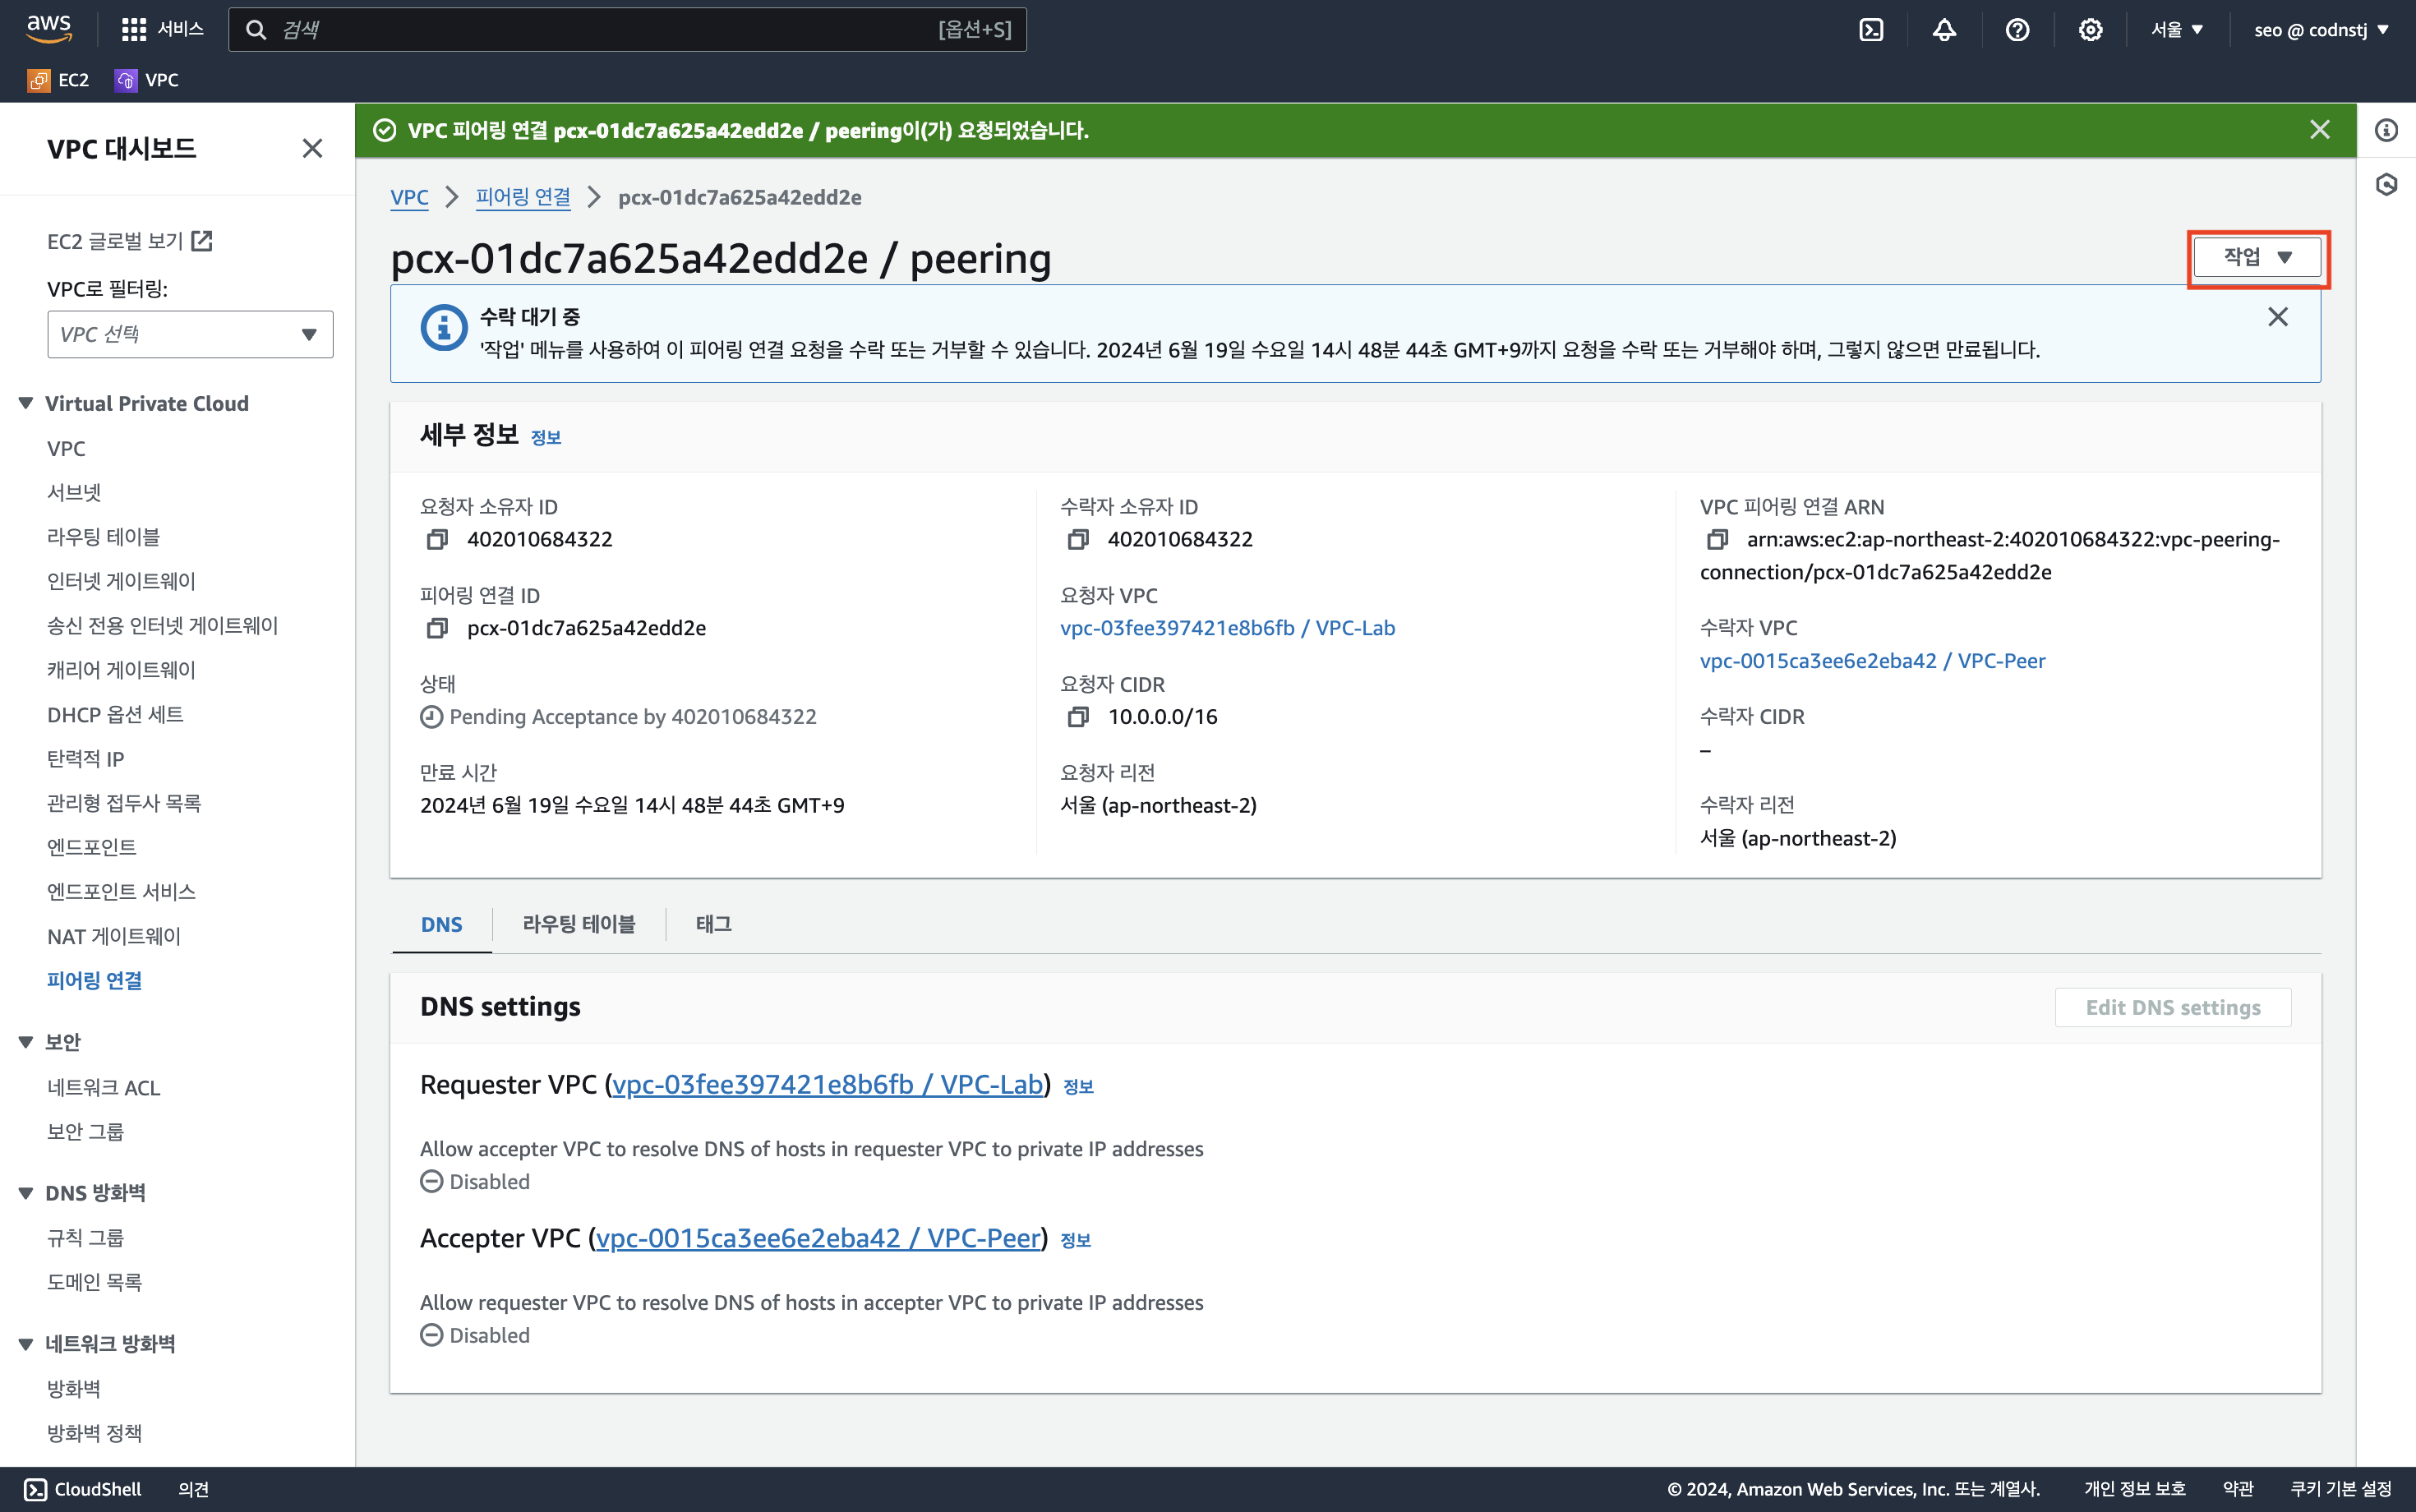 aws
서비스
검색
[옵션+S]
서울
seo @ codnstj
EC2
VPC
VPC 대시보드
EC2 글로벌 보기
VPC로 필터링:
VPC 선택
Virtual Private Cloud
VPC
서브넷
라우팅 테이블
인터넷 게이트웨이
송신 전용 인터넷 게이트웨이
캐리어 게이트웨이
DHCP 옵션 세트
탄력적 IP
관리형 접두사 목록
엔드포인트
엔드포인트 서비스
NAT 게이트웨이
피어링 연결
보안
네트워크 ACL
보안 그룹
DNS 방화벽
규칙 그룹
도메인 목록
네트워크 방화벽
방화벽
방화벽 정책
VPC 피어링 연결 pcx-01dc7a625a42edd2e / peering이(가) 요청되었습니다.
VPC
피어링 연결
pcx-01dc7a625a42edd2e
pcx-01dc7a625a42edd2e / peering
작업
수락 대기 중
'작업' 메뉴를 사용하여 이 피어링 연결 요청을 수락 또는 거부할 수 있습니다. 2024년 6월 19일 수요일 14시 48분 44초 GMT+9까지 요청을 수락 또는 거부해야 하며, 그렇지 않으면 만료됩니다.
세부 정보 정보
요청자 소유자 ID
402010684322
피어링 연결 ID
pcx-01dc7a625a42edd2e
상태
Pending Acceptance by 402010684322
만료 시간
2024년 6월 19일 수요일 14시 48분 44초 GMT+9
수락자 소유자 ID
402010684322
요청자 VPC
vpc-03fee397421e8b6fb / VPC-Lab
요청자 CIDR
10.0.0.0/16
요청자 리전
서울 (ap-northeast-2)
VPC 피어링 연결 ARN
arn:aws:ec2:ap-northeast-2:402010684322:vpc-peering-
connection/pcx-01dc7a625a42edd2e
수락자 VPC
vpc-0015ca3ee6e2eba42 / VPC-Peer
수락자 CIDR
–
수락자 리전
서울 (ap-northeast-2)
DNS
라우팅 테이블
태그
DNS settings
Edit DNS settings
Requester VPC (vpc-03fee397421e8b6fb / VPC-Lab) 정보
Allow accepter VPC to resolve DNS of hosts in requester VPC to private IP addresses
Disabled
Accepter VPC (vpc-0015ca3ee6e2eba42 / VPC-Peer) 정보
Allow requester VPC to resolve DNS of hosts in accepter VPC to private IP addresses
Disabled
CloudShell
의견
© 2024, Amazon Web Services, Inc. 또는 계열사.
개인 정보 보호
약관
쿠키 기본 설정